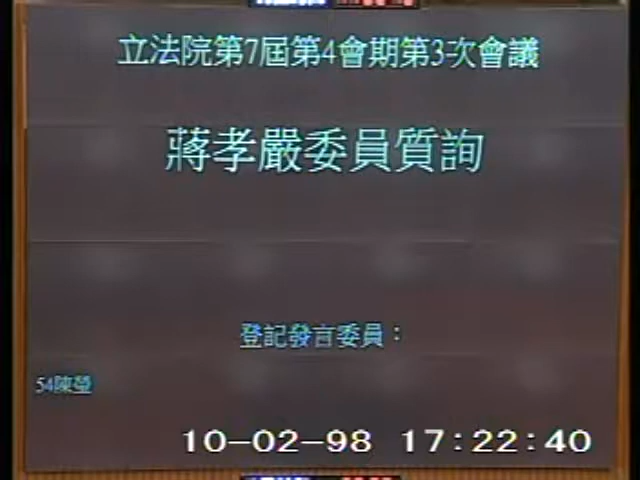 立法院第7屆第4會期第3次會議
蔣孝嚴委員質詢
登記發言委員：
54陳瑩
10-02-98 17:22:40